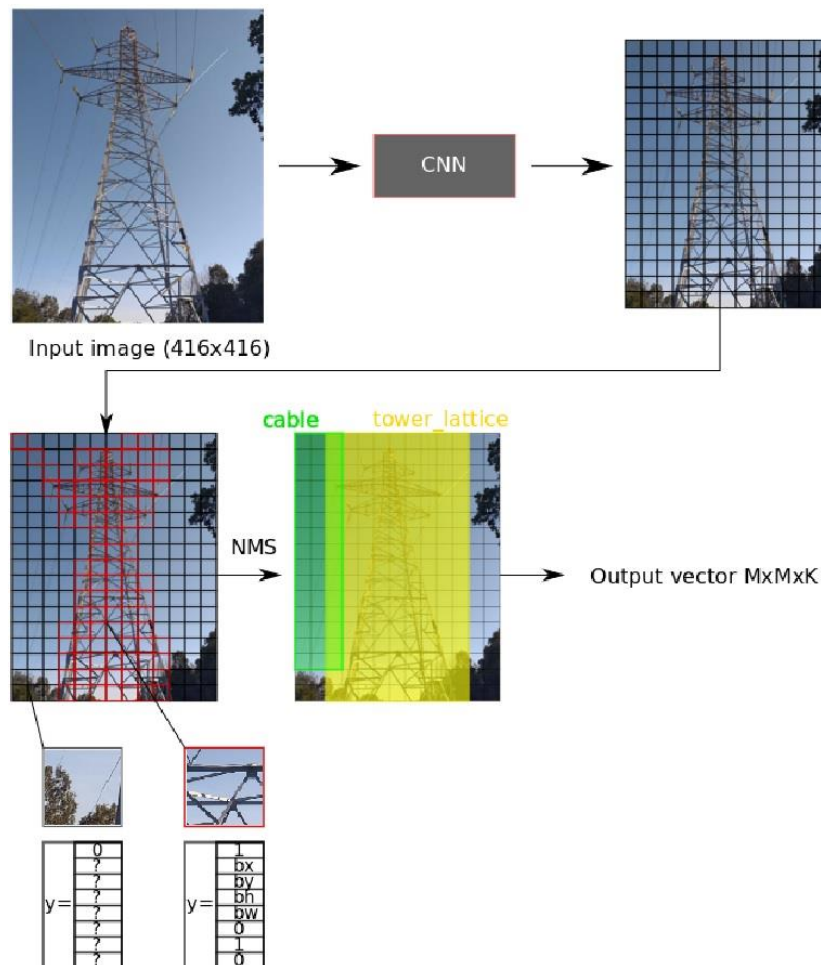 CNN
Input image (416x416)
cable
tower_lattice
NMS
Output vector MxMxK
y=
0
?
?
?
?
?
?
?
y=
1
bx
by
bh
bw
0
1
0